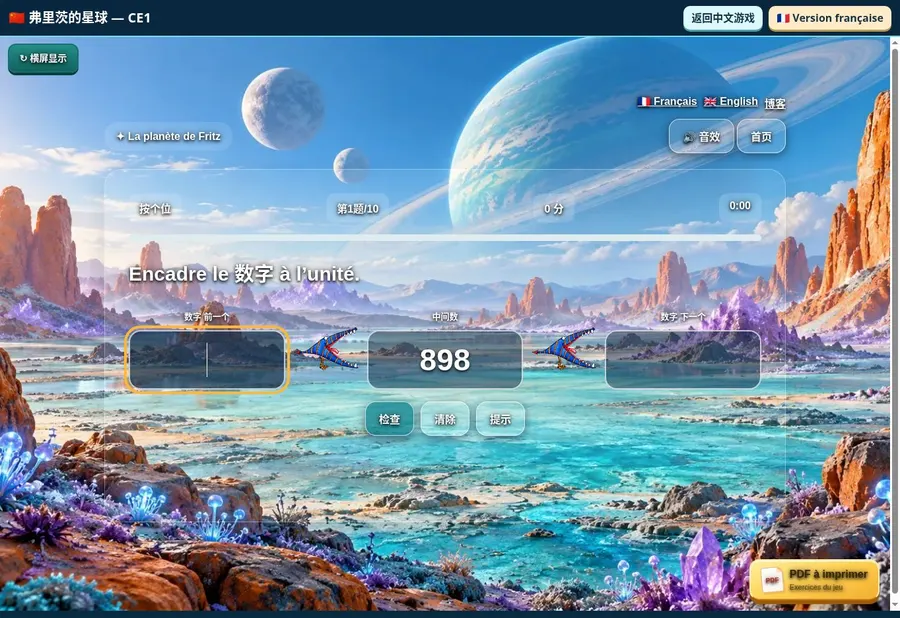 🇨🇳 弗里茨的星球 — CE1
返回中文游戏
🇫🇷 Version française
↻ 横屏显示
🇫🇷 Français 🇬🇧 English 博客
✦ La planète de Fritz
🔊 音效
首页
按个位
第1题/10
0 分
0:00
Encadre le 数字 à l’unité.
数字 前一个
中间数
数字 下一个
898
检查
清除
提示
PDF
PDF à imprimer
Exercices du jeu